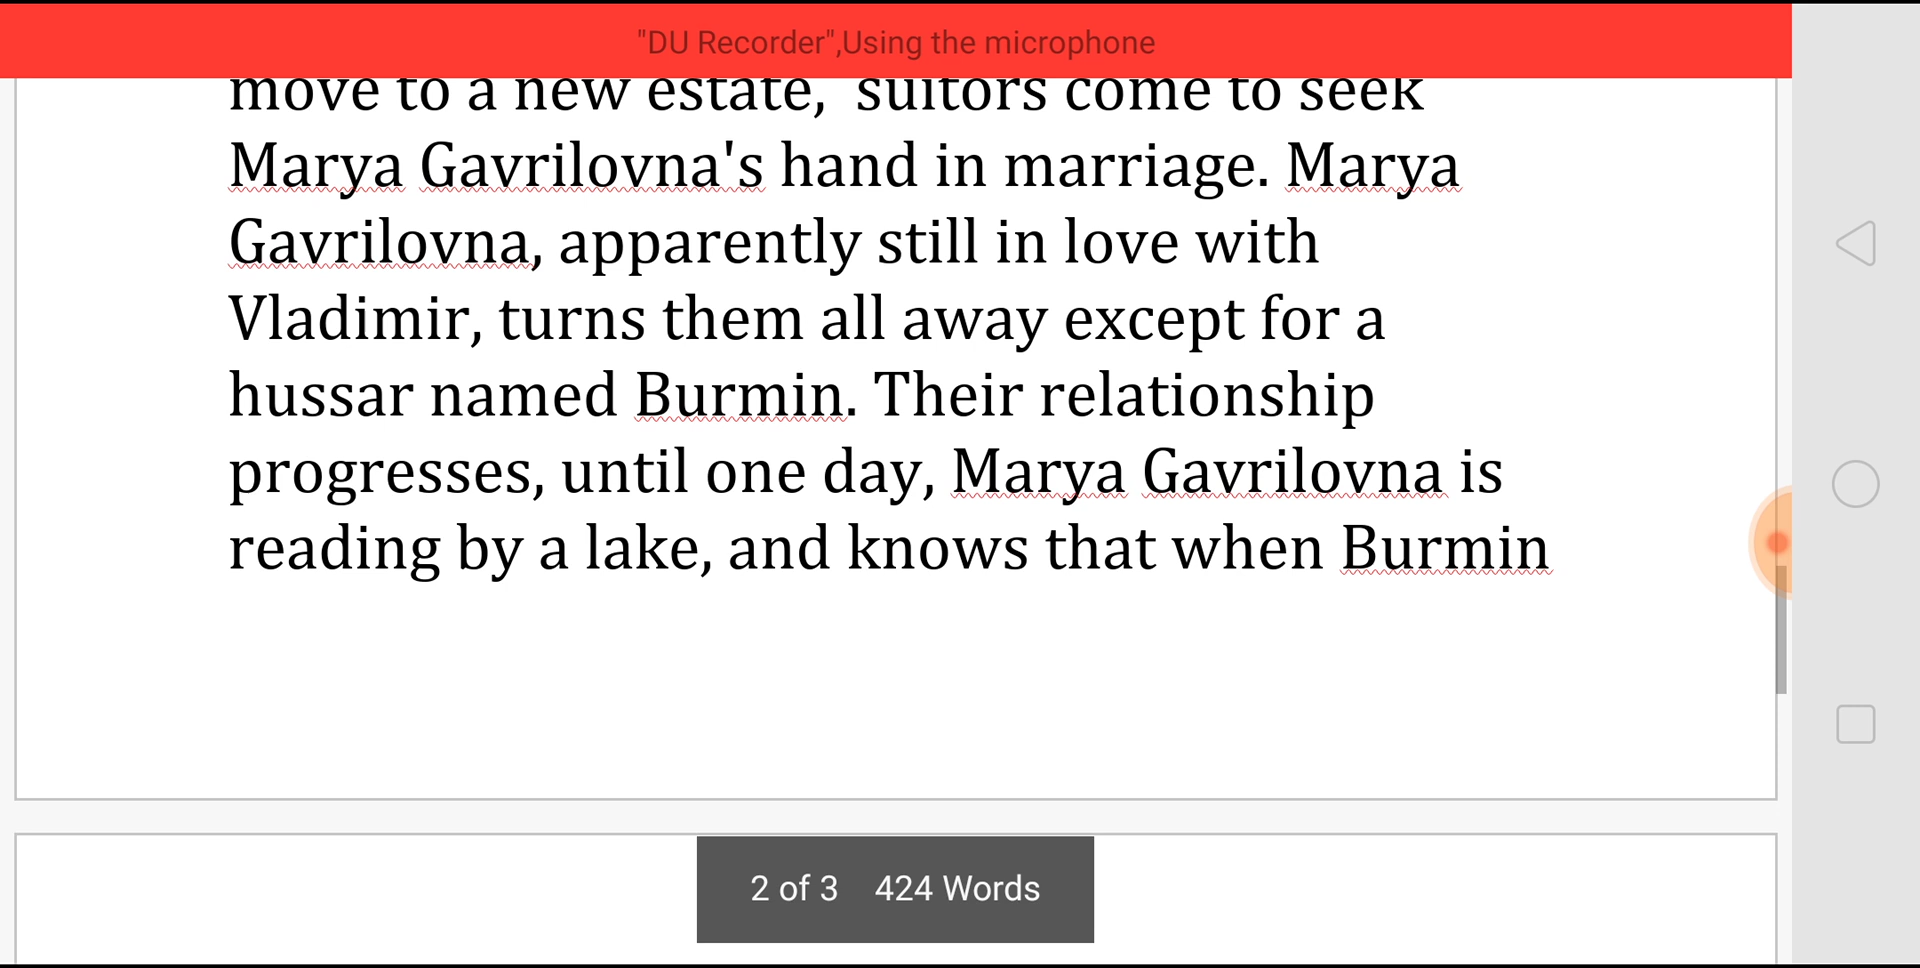 "DU Recorder",Using the microphone
move to a new estate,  suitors come to seek
Marya Gavrilovna's hand in marriage. Marya
Gavrilovna, apparently still in love with
Vladimir, turns them all away except for a
hussar named Burmin. Their relationship
progresses, until one day, Marya Gavrilovna is
reading by a lake, and knows that when Burmin
2 of 3    424 Words